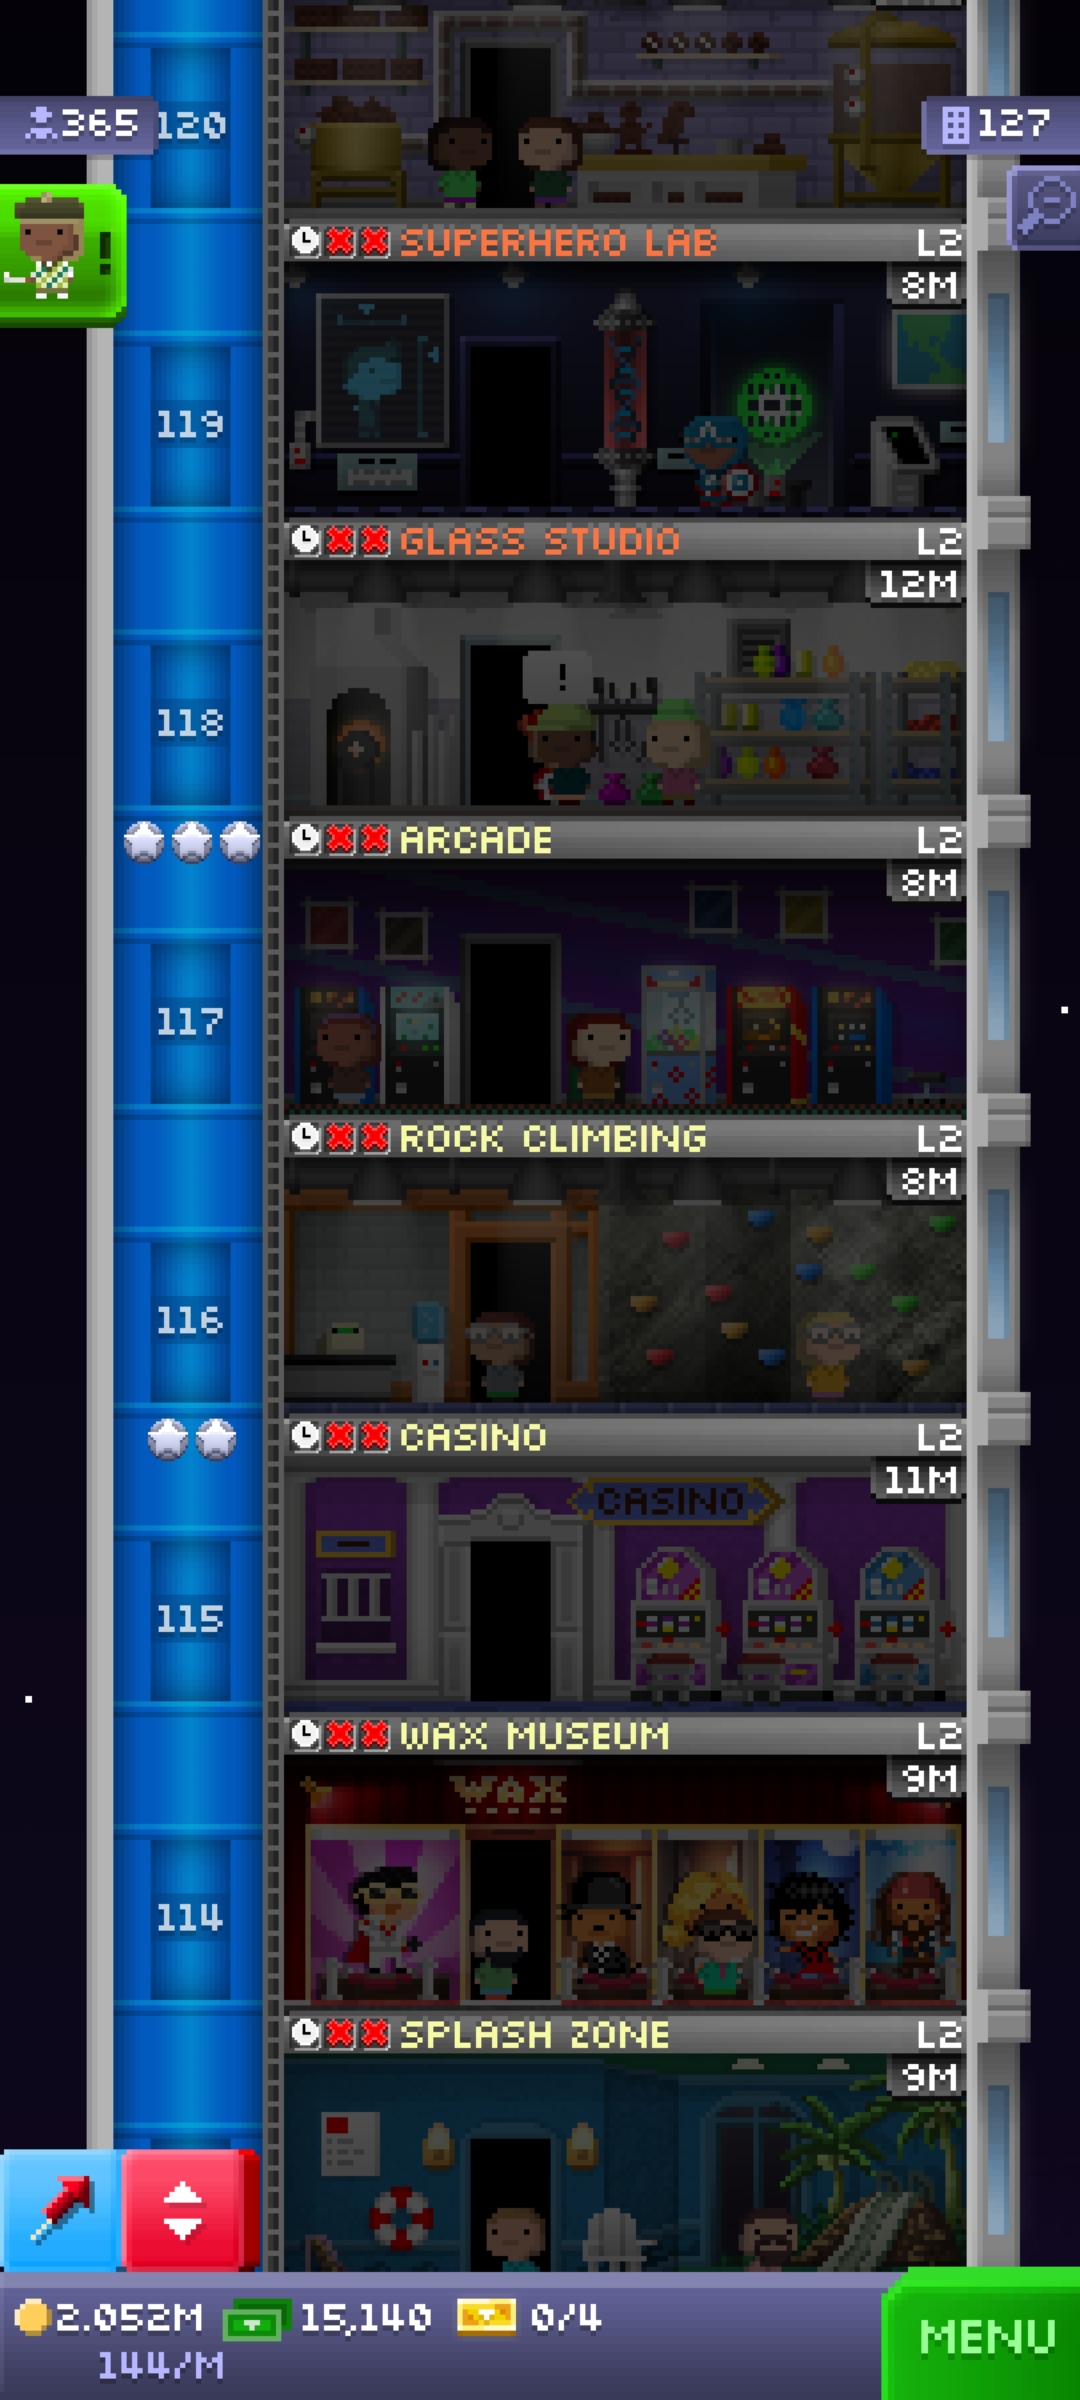 365
120
127
SUPERHERO LAB L2
8M
119
GLASS STUDIO L2
12M
!
118
ARCADE L2
8M
117
ROCK CLIMBING L2
8M
116
CASINO L2
11M
CASINO
115
WAX MUSEUM L2
9M
WAX
114
SPLASH ZONE L2
9M
2.052M 15,140 0/4
144/M
MENU